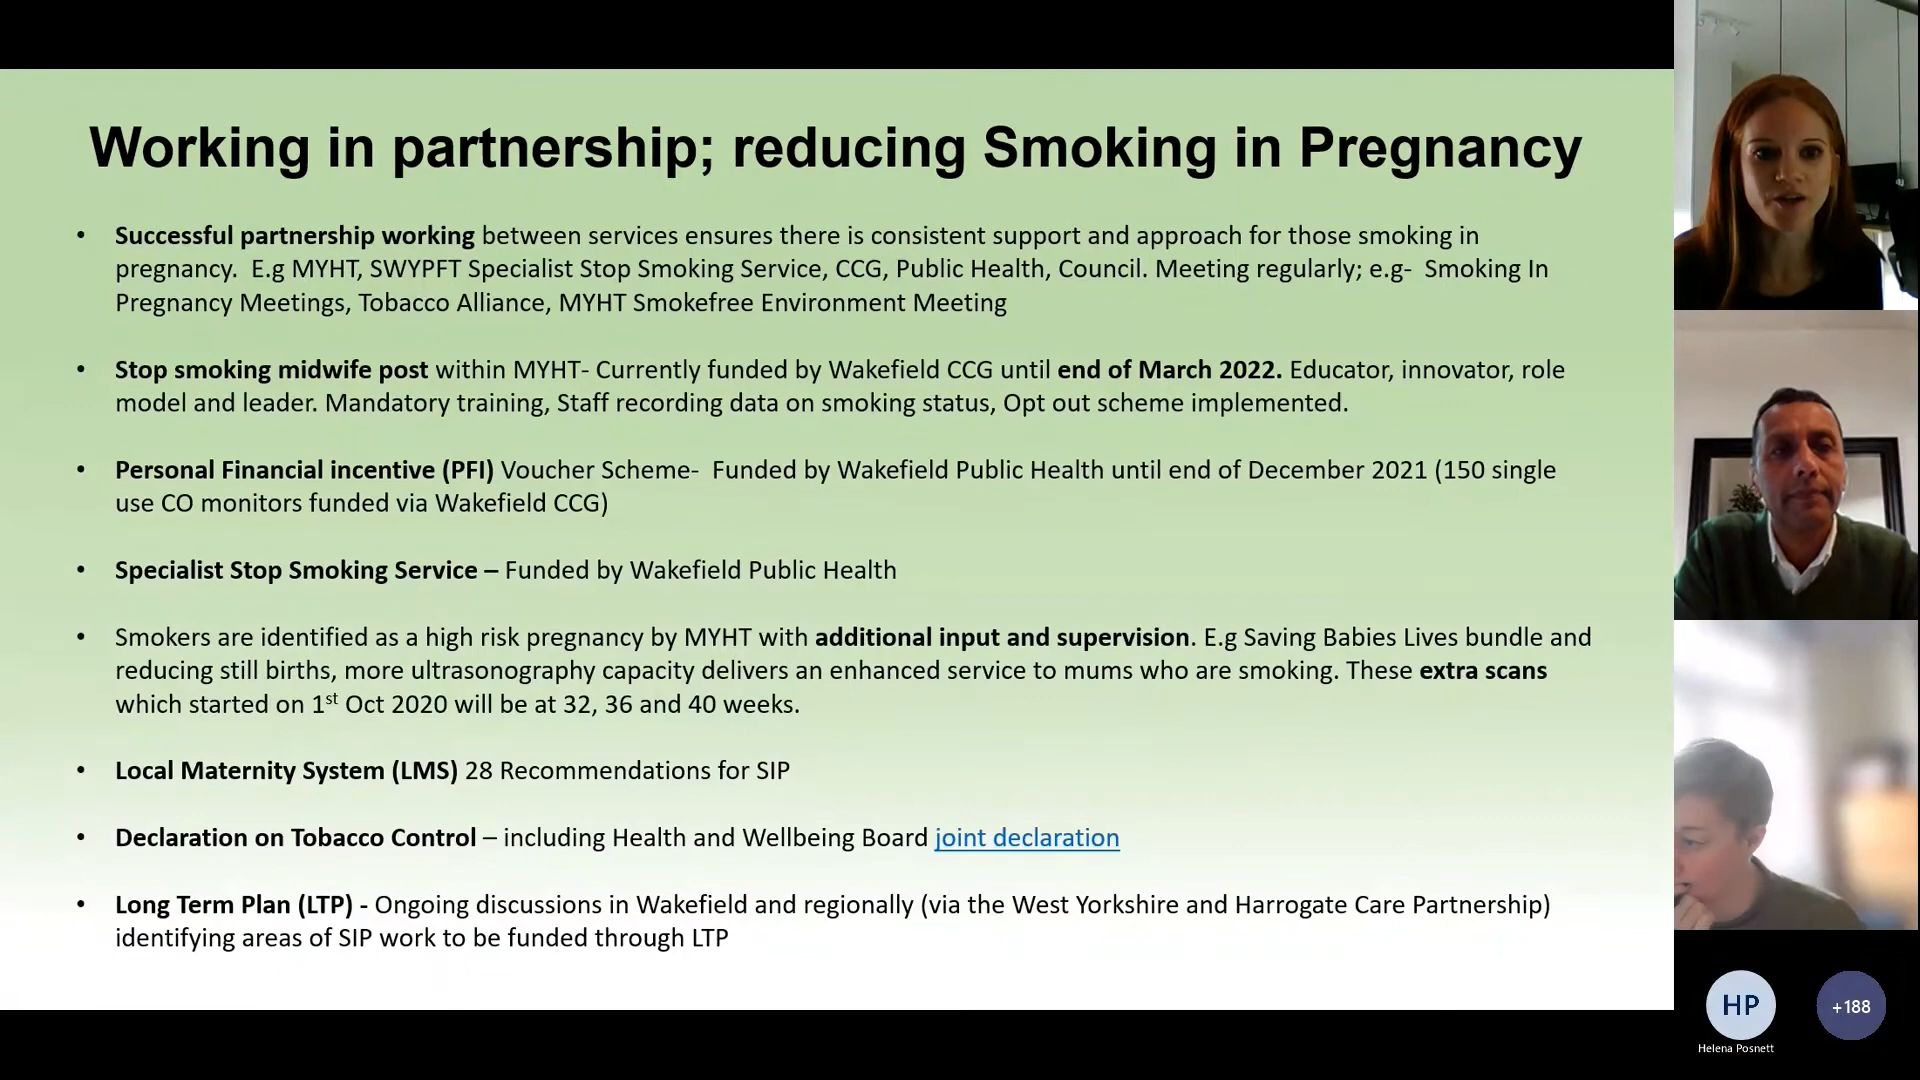 Working in partnership; reducing Smoking in Pregnancy
• Successful partnership working between services ensures there is consistent support and approach for those smoking in
pregnancy.  E.g MYHT, SWYPFT Specialist Stop Smoking Service, CCG, Public Health, Council. Meeting regularly; e.g-  Smoking In
Pregnancy Meetings, Tobacco Alliance, MYHT Smokefree Environment Meeting
• Stop smoking midwife post within MYHT- Currently funded by Wakefield CCG until end of March 2022. Educator, innovator, role
model and leader. Mandatory training, Staff recording data on smoking status, Opt out scheme implemented.
• Personal Financial incentive (PFI) Voucher Scheme-  Funded by Wakefield Public Health until end of December 2021 (150 single
use CO monitors funded via Wakefield CCG)
• Specialist Stop Smoking Service – Funded by Wakefield Public Health
• Smokers are identified as a high risk pregnancy by MYHT with additional input and supervision. E.g Saving Babies Lives bundle and
reducing still births, more ultrasonography capacity delivers an enhanced service to mums who are smoking. These extra scans
which started on 1st Oct 2020 will be at 32, 36 and 40 weeks.
• Local Maternity System (LMS) 28 Recommendations for SIP
• Declaration on Tobacco Control – including Health and Wellbeing Board joint declaration
• Long Term Plan (LTP) - Ongoing discussions in Wakefield and regionally (via the West Yorkshire and Harrogate Care Partnership)
identifying areas of SIP work to be funded through LTP
HP
+188
Helena Posnett